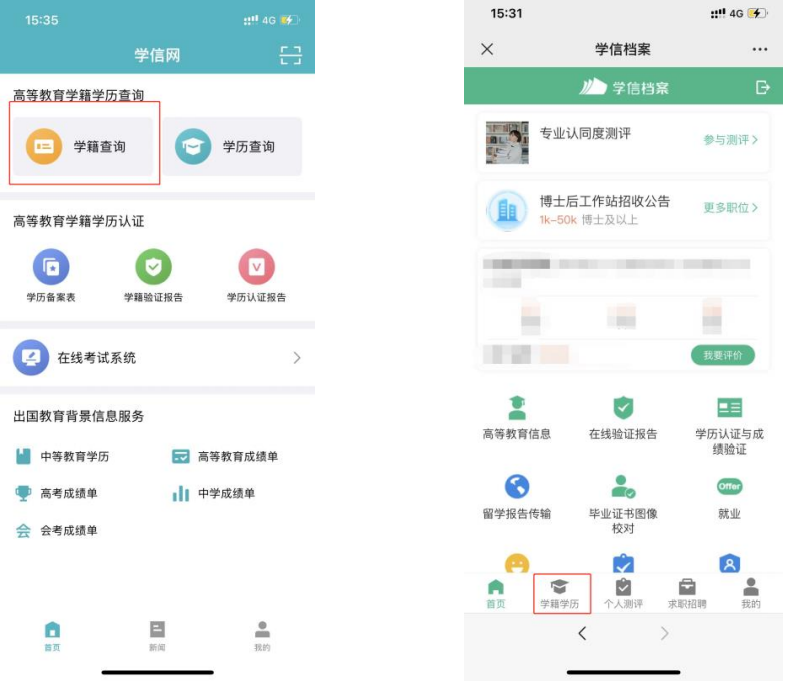 15:35
4G
学信网
高等教育学籍学历查询
学籍查询
学历查询
高等教育学籍学历认证
学历备案表
学籍验证报告
V
学历认证报告
在线考试系统
出国教育背景信息服务
中等教育学历
高等教育成绩单
高考成绩单
中学成绩单
会 会考成绩单
首页
新闻
我的
15:31
4G
学信档案
学信档案
专业认同度测评
参与测评
博士后工作站招收公告
1k-50k 博士及以上
更多职位
我要评价
高等教育信息
在线验证报告
学历认证与成
绩验证
Offer
留学报告传输
毕业证书图像
校对
就业
首页
学籍学历
个人测评
求职招聘
我的